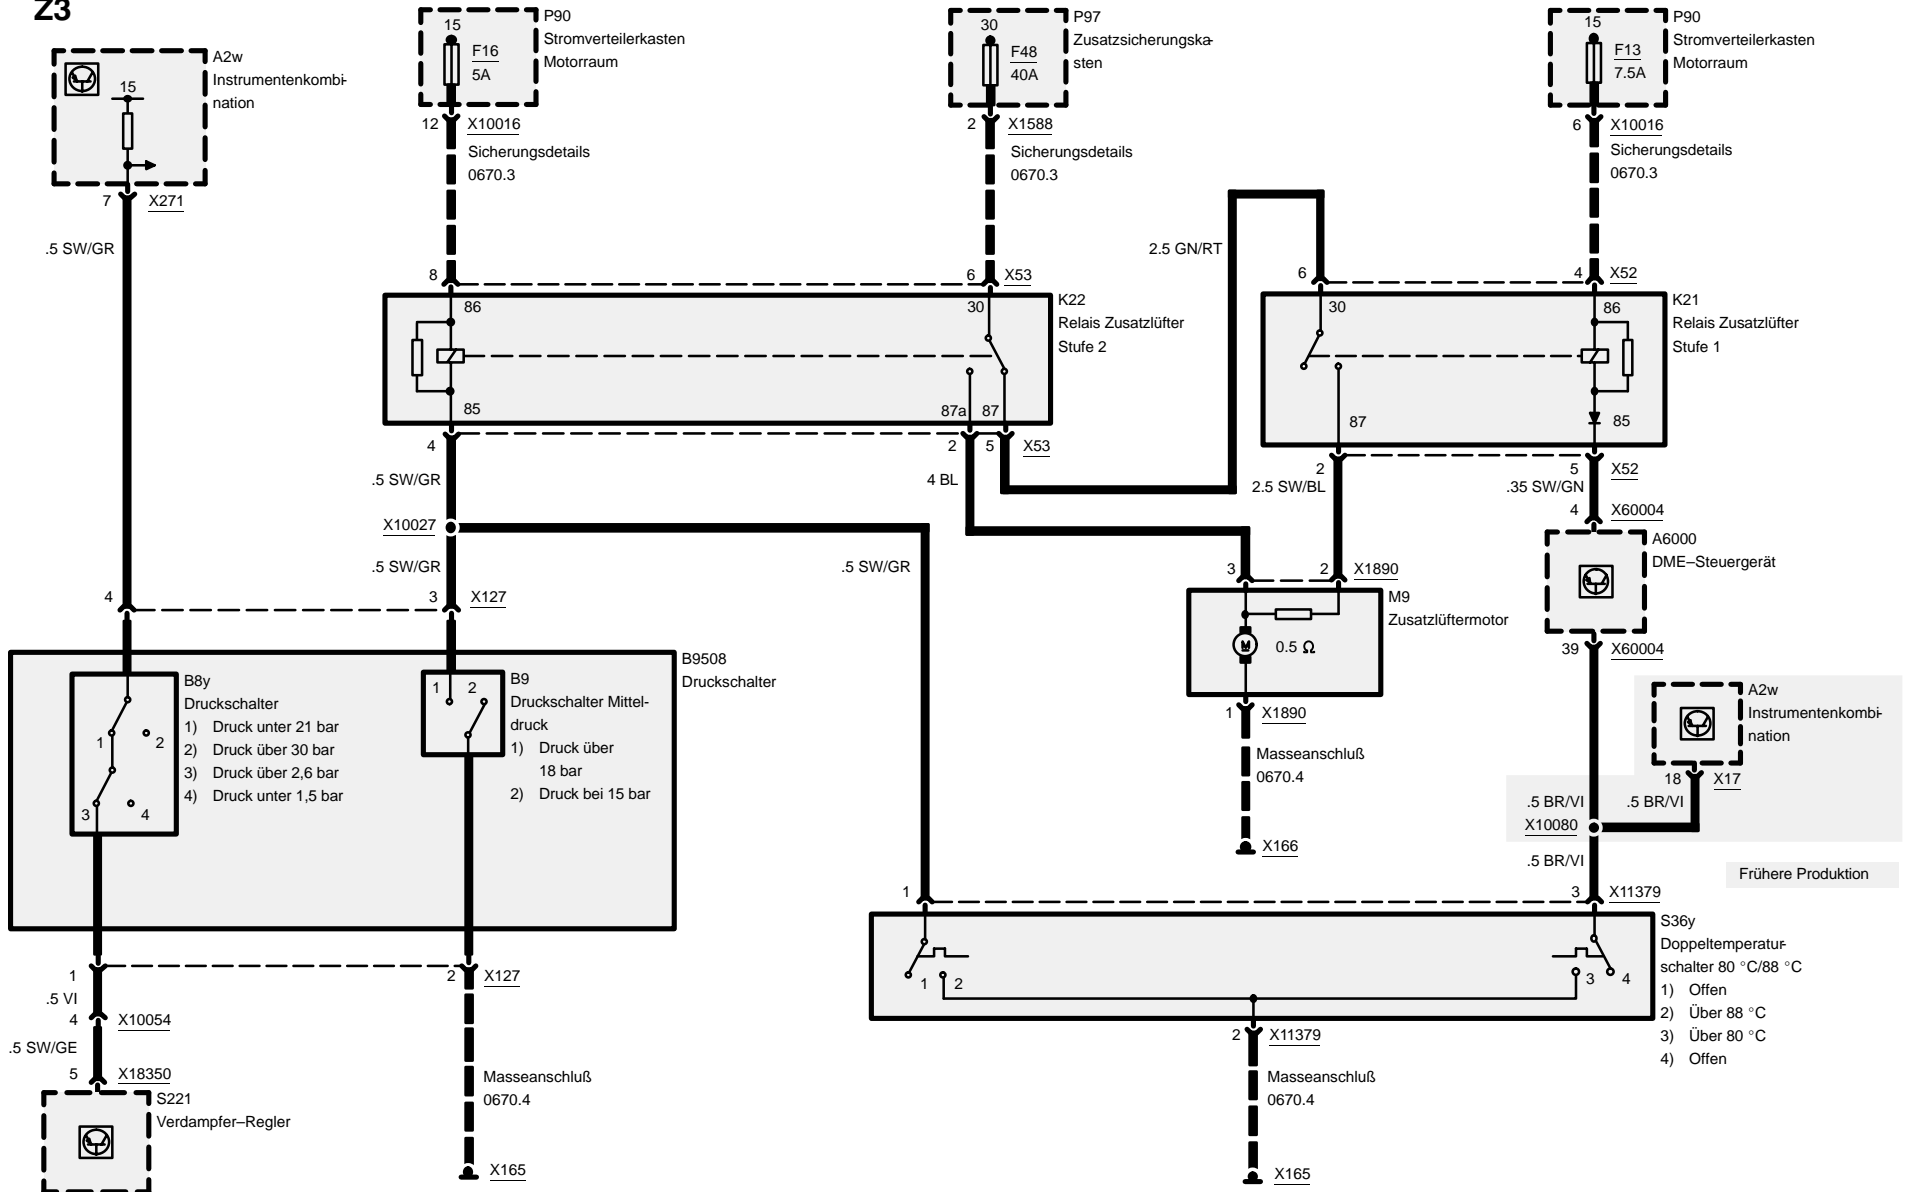 Z3
A2w
Instrumentenkombi-
nation
15
7
X271
.5 SW/GR
P90
Stromverteilerkasten
Motorraum
15
F16
5A
12
X10016
Sicherungsdetails
0670.3
P97
Zusatzsicherungska-
sten
30
F48
40A
2
X1588
Sicherungsdetails
0670.3
P90
Stromverteilerkasten
Motorraum
15
F13
7.5A
6
X10016
Sicherungsdetails
0670.3
2.5 GN/RT
8
6
X53
86
30
K22
Relais Zusatzlüfter
Stufe 2
85
87a
87
4
2
5
X53
6
4
X52
30
86
K21
Relais Zusatzlüfter
Stufe 1
87
85
2
5
X52
.5 SW/GR
4 BL
2.5 SW/BL
.35 SW/GN
X10027
4
X60004
A6000
DME–Steuergerät
.5 SW/GR
.5 SW/GR
3
2
X1890
4
3
X127
M9
Zusatzlüftermotor
M
0.5 Ω
39
X60004
B9508
Druckschalter
B8y
Druckschalter
1) Druck unter 21 bar
2) Druck über 30 bar
3) Druck über 2,6 bar
4) Druck unter 1,5 bar
1
2
3
4
B9
Druckschalter Mittel-
druck
1) Druck über
18 bar
2) Druck bei 15 bar
1
2
1
X1890
Masseanschluß
0670.4
X166
A2w
Instrumentenkombi-
nation
18
X17
.5 BR/VI
.5 BR/VI
X10080
.5 BR/VI
Frühere Produktion
1
3
X11379
S36y
Doppeltemperatur-
schalter 80 °C/88 °C
1) Offen
2) Über 88 °C
3) Über 80 °C
4) Offen
1
2
3
4
1
2
X127
.5 VI
4
X10054
.5 SW/GE
5
X18350
S221
Verdampfer–Regler
Masseanschluß
0670.4
X165
2
X11379
Masseanschluß
0670.4
X165